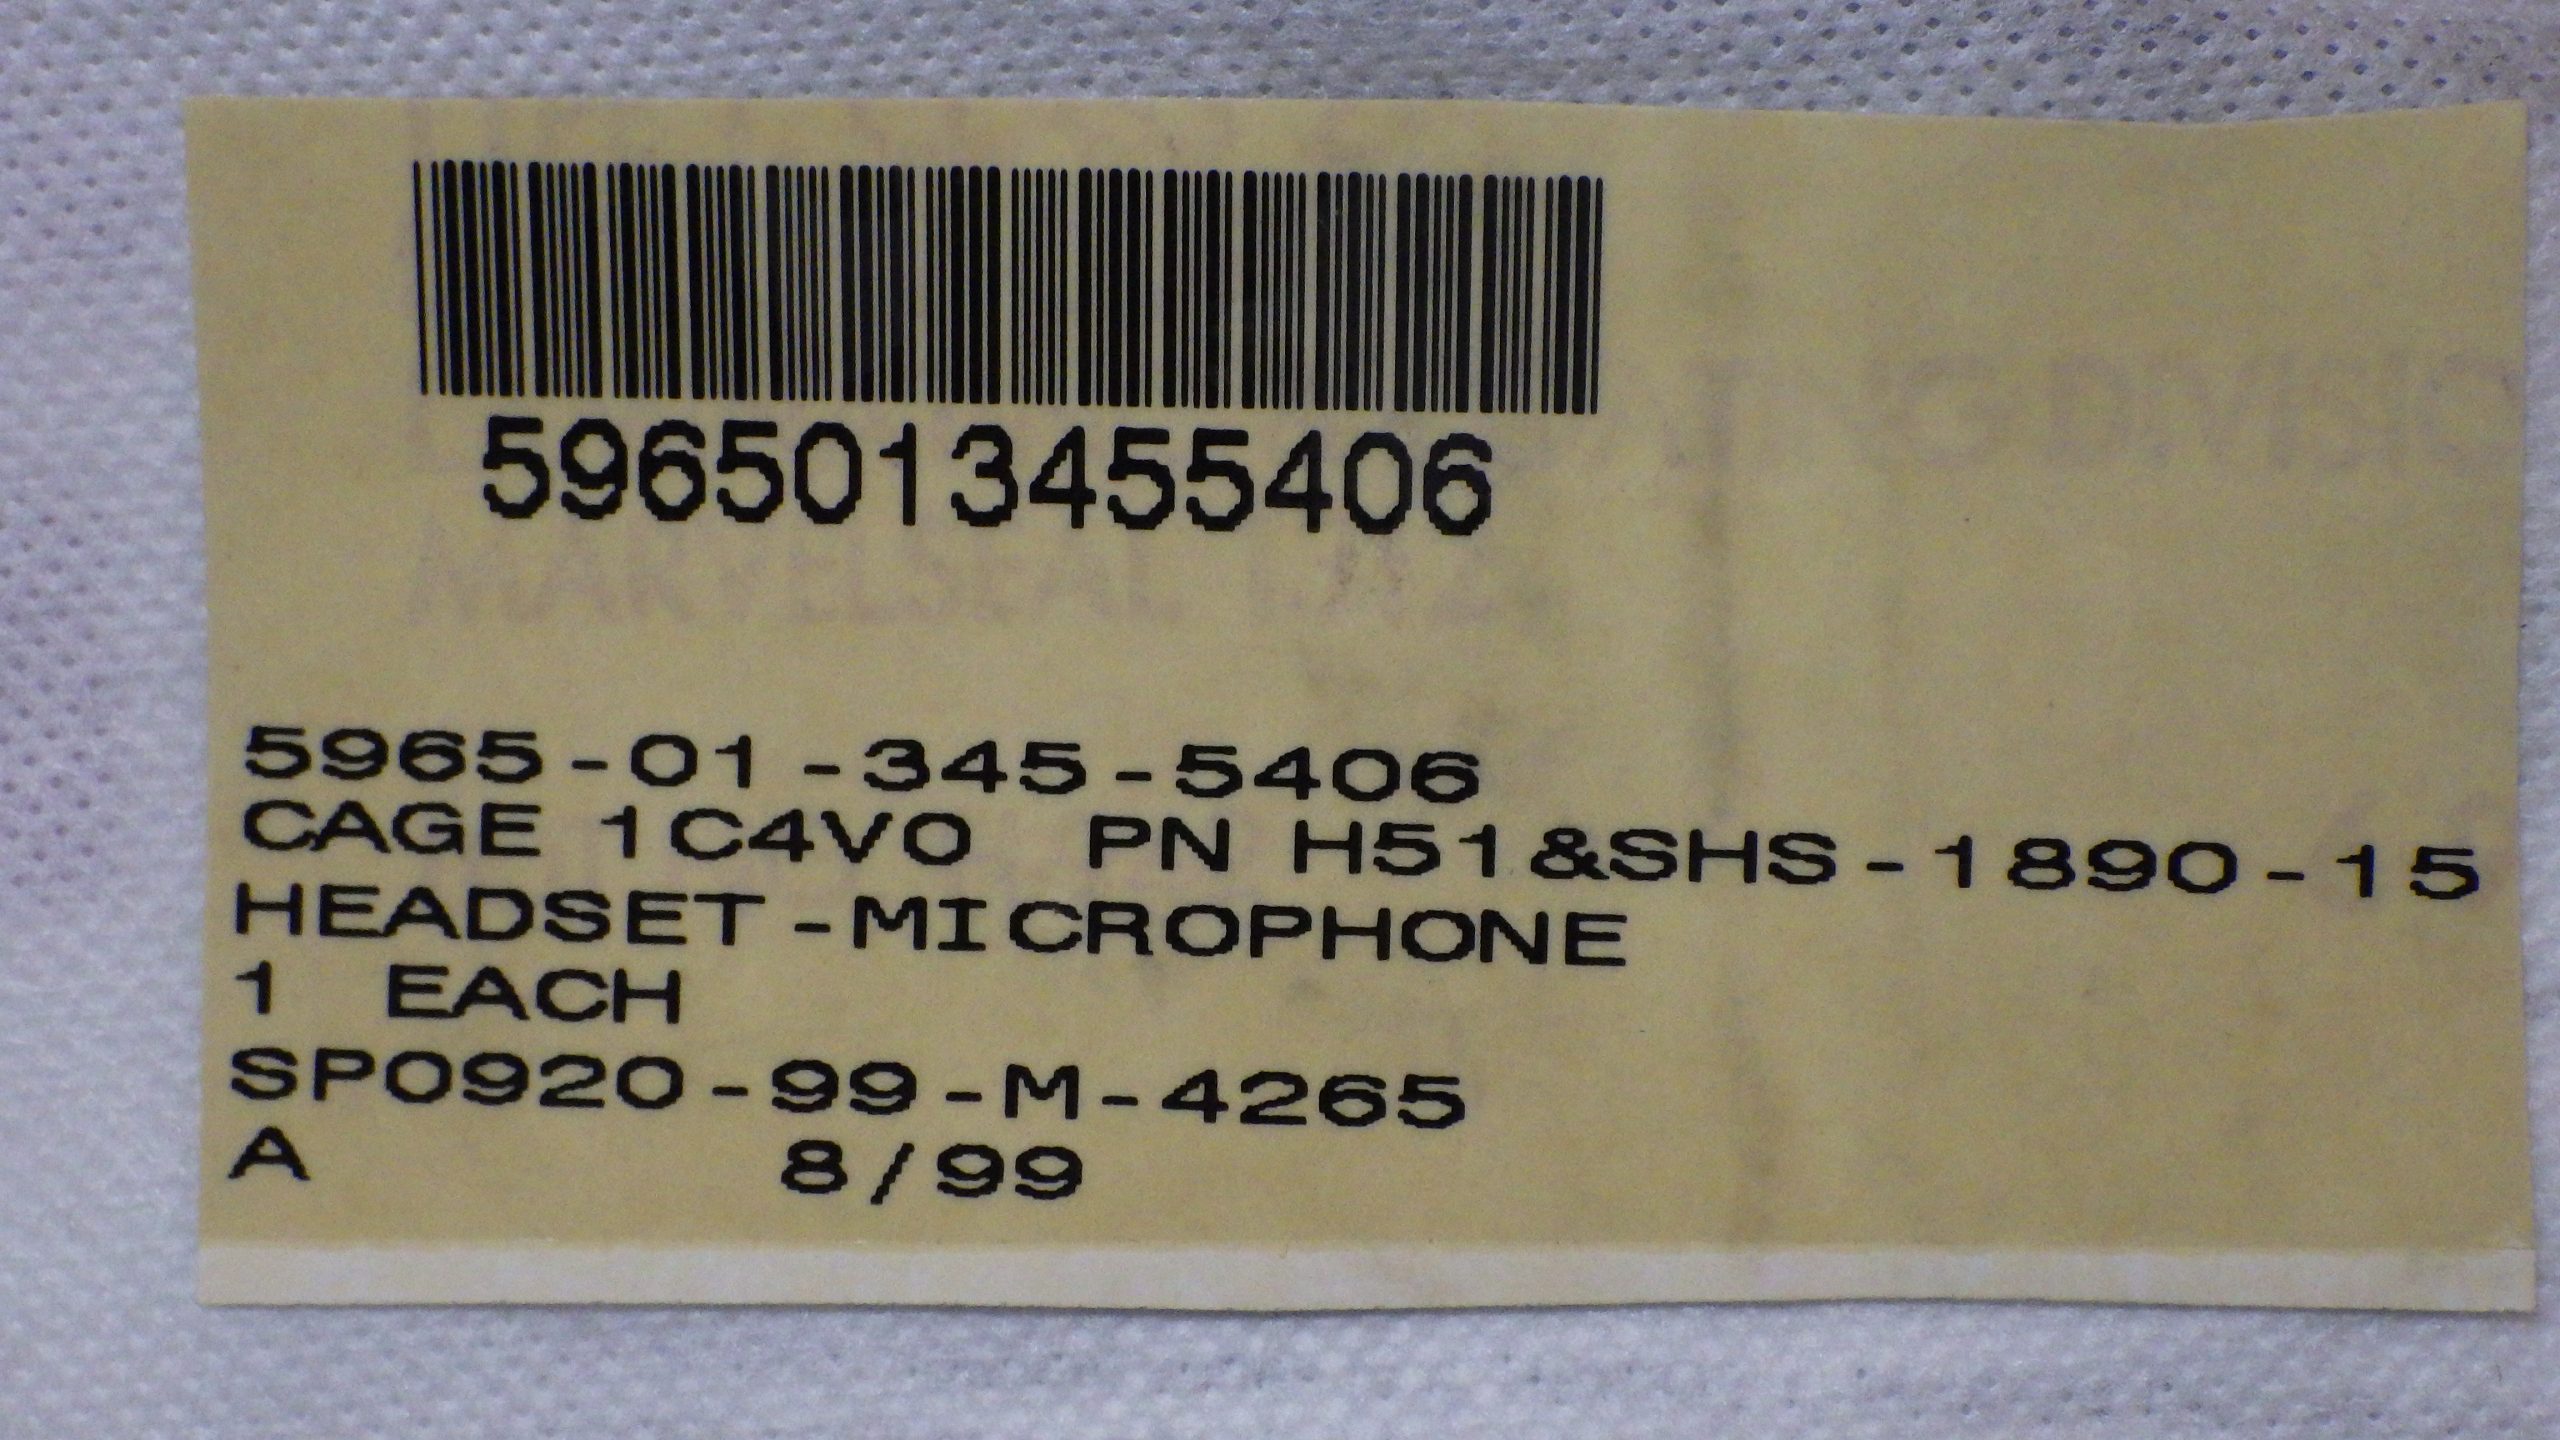 5965013455406
5965-01-345-5406
CAGE 1C4V0 PN H51&SHS-1890-15
HEADSET-MICROPHONE
1 EACH
SP0920-99-M-4265
A 8/99